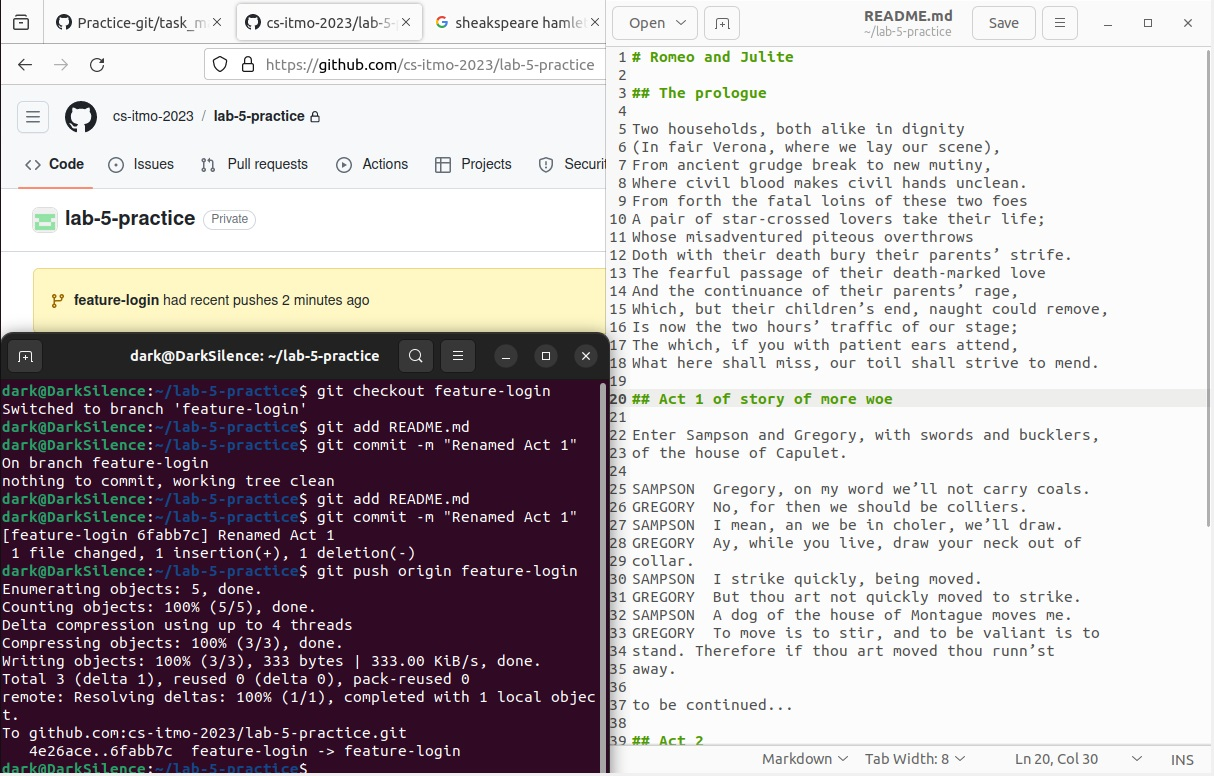 Practice-git/task_m
cs-itmo-2023/lab-5-
sheakspeare hamle
https://github.com/cs-itmo-2023/lab-5-practice
cs-itmo-2023 / lab-5-practice
Code Issues Pull requests Actions Projects Securit
lab-5-practice Private
feature-login had recent pushes 2 minutes ago
dark@DarkSilence: ~/lab-5-practice
dark@DarkSilence:~/lab-5-practice$ git checkout feature-login
Switched to branch 'feature-login'
dark@DarkSilence:~/lab-5-practice$ git add README.md
dark@DarkSilence:~/lab-5-practice$ git commit -m "Renamed Act 1"
On branch feature-login
nothing to commit, working tree clean
dark@DarkSilence:~/lab-5-practice$ git add README.md
dark@DarkSilence:~/lab-5-practice$ git commit -m "Renamed Act 1"
[feature-login 6fabb7c] Renamed Act 1
1 file changed, 1 insertion(+), 1 deletion(-)
dark@DarkSilence:~/lab-5-practice$ git push origin feature-login
Enumerating objects: 5, done.
Counting objects: 100% (5/5), done.
Delta compression using up to 4 threads
Compressing objects: 100% (3/3), done.
Writing objects: 100% (3/3), 333 bytes | 333.00 KiB/s, done.
Total 3 (delta 1), reused 0 (delta 0), pack-reused 0
remote: Resolving deltas: 100% (1/1), completed with 1 local objec
t.
To github.com:cs-itmo-2023/lab-5-practice.git
4e26ace..6fabb7c feature-login -> feature-login
dark@DarkSilence:~/lab-5-practice$
Open
README.md
~/lab-5-practice
Save
1 # Romeo and Julite
2
3 ## The prologue
4
5 Two households, both alike in dignity
6 (In fair Verona, where we lay our scene),
7 From ancient grudge break to new mutiny,
8 Where civil blood makes civil hands unclean.
9 From forth the fatal loins of these two foes
10 A pair of star-crossed lovers take their life;
11 Whose misadventured piteous overthrows
12 Doth with their death bury their parents’ strife.
13 The fearful passage of their death-marked love
14 And the continuance of their parents’ rage,
15 Which, but their children’s end, naught could remove,
16 Is now the two hours’ traffic of our stage;
17 The which, if you with patient ears attend,
18 What here shall miss, our toil shall strive to mend.
19
20 ## Act 1 of story of more woe
21
22 Enter Sampson and Gregory, with swords and bucklers,
23 of the house of Capulet.
24
25 SAMPSON  Gregory, on my word we’ll not carry coals.
26 GREGORY  No, for then we should be colliers.
27 SAMPSON  I mean, an we be in choler, we’ll draw.
28 GREGORY  Ay, while you live, draw your neck out of
29 collar.
30 SAMPSON  I strike quickly, being moved.
31 GREGORY  But thou art not quickly moved to strike.
32 SAMPSON  A dog of the house of Montague moves me.
33 GREGORY  To move is to stir, and to be valiant is to
34 stand. Therefore if thou art moved thou runn’st
35 away.
36
37 to be continued...
38
39 ## Act 2
Markdown Tab Width: 8 Ln 20, Col 30 INS